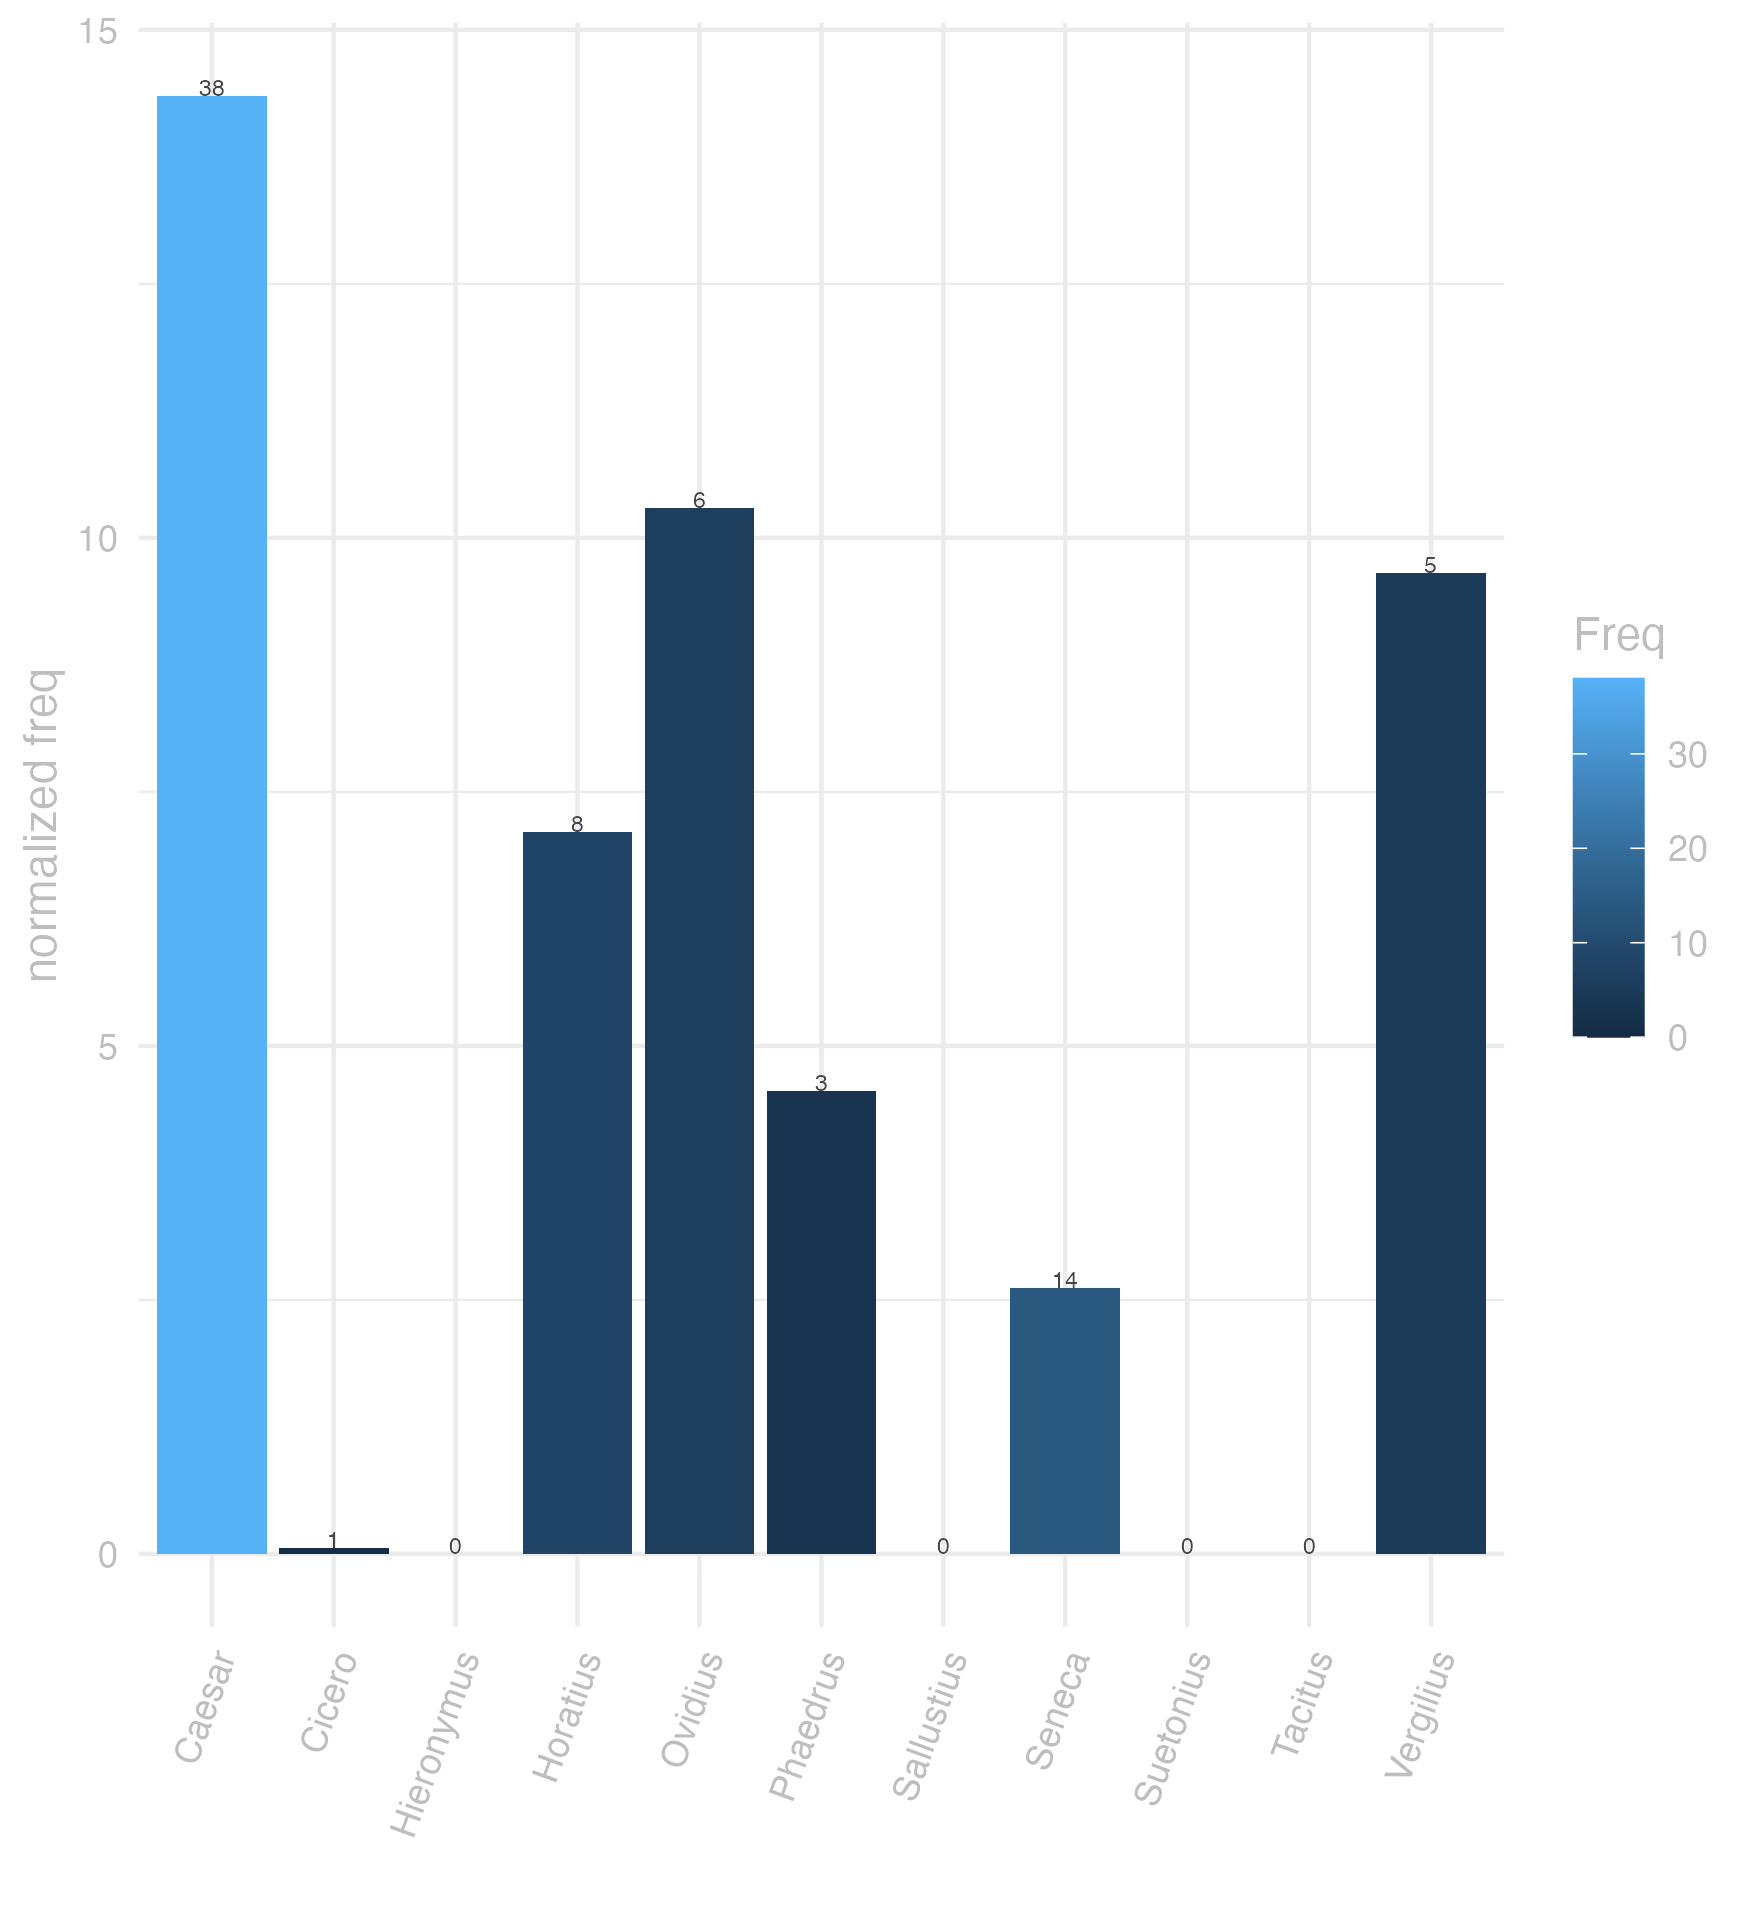 15
10
5
0
normalized freq
38
1
0
8
6
3
0
14
0
0
5
Caesar
Cicero
Hieronymus
Horatius
Ovidius
Phaedrus
Sallustius
Seneca
Suetonius
Tacitus
Vergilius
Freq
30
20
10
0